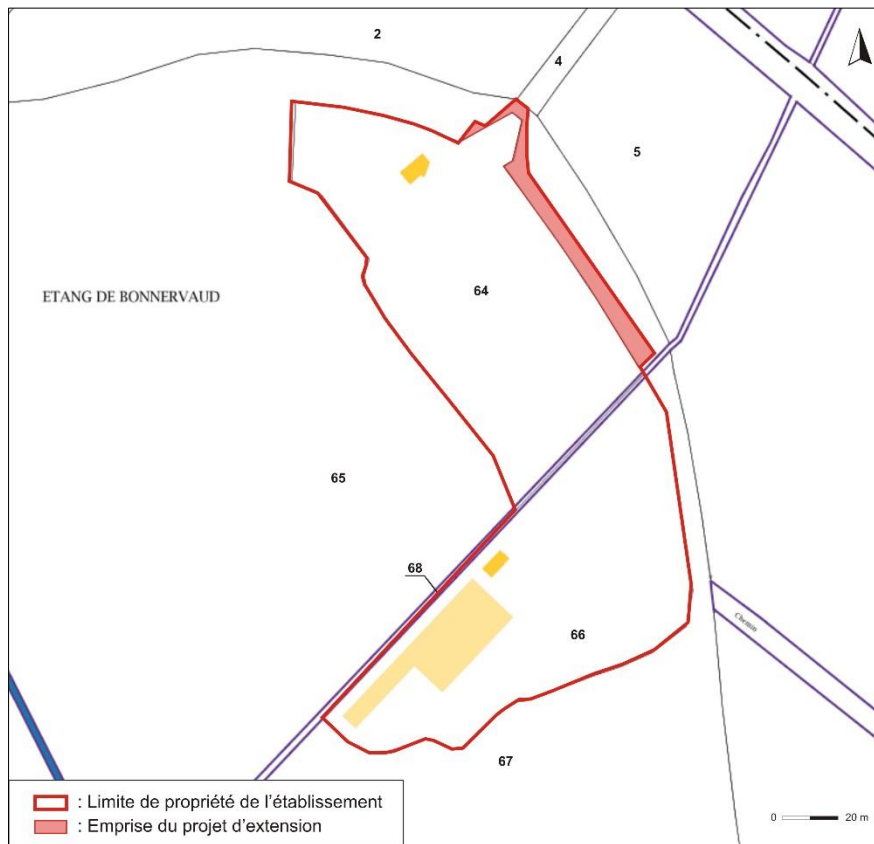 2
4
5
ETANG DE BONNERVAUD
64
65
68
66
Chemin
67
: Limite de propriété de l'établissement
: Emprise du projet d'extension
0 20 m